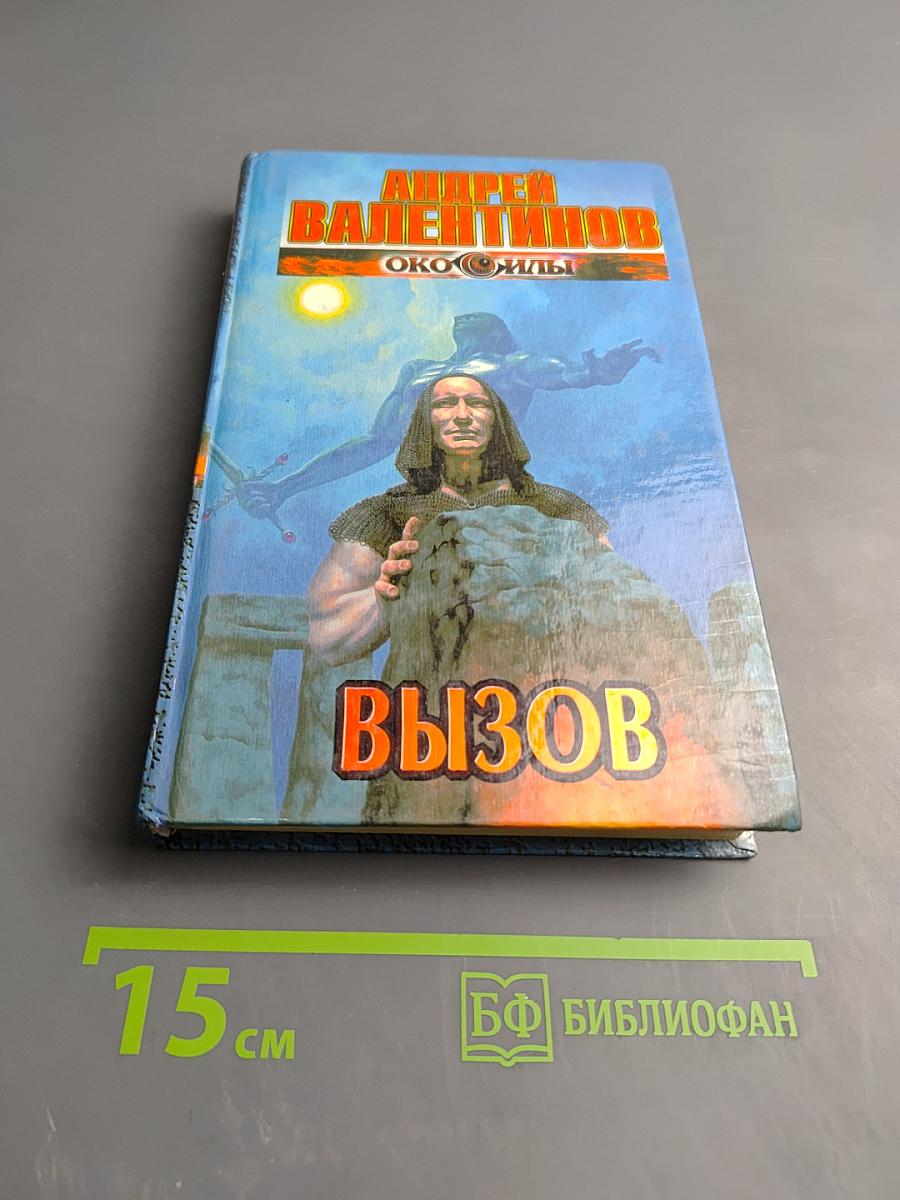 АНДРЕЙ
ВАЛЕНТИНОВ
ОКО СИЛЫ
ВЫЗОВ
15 см
БФ БИБЛИОФАН